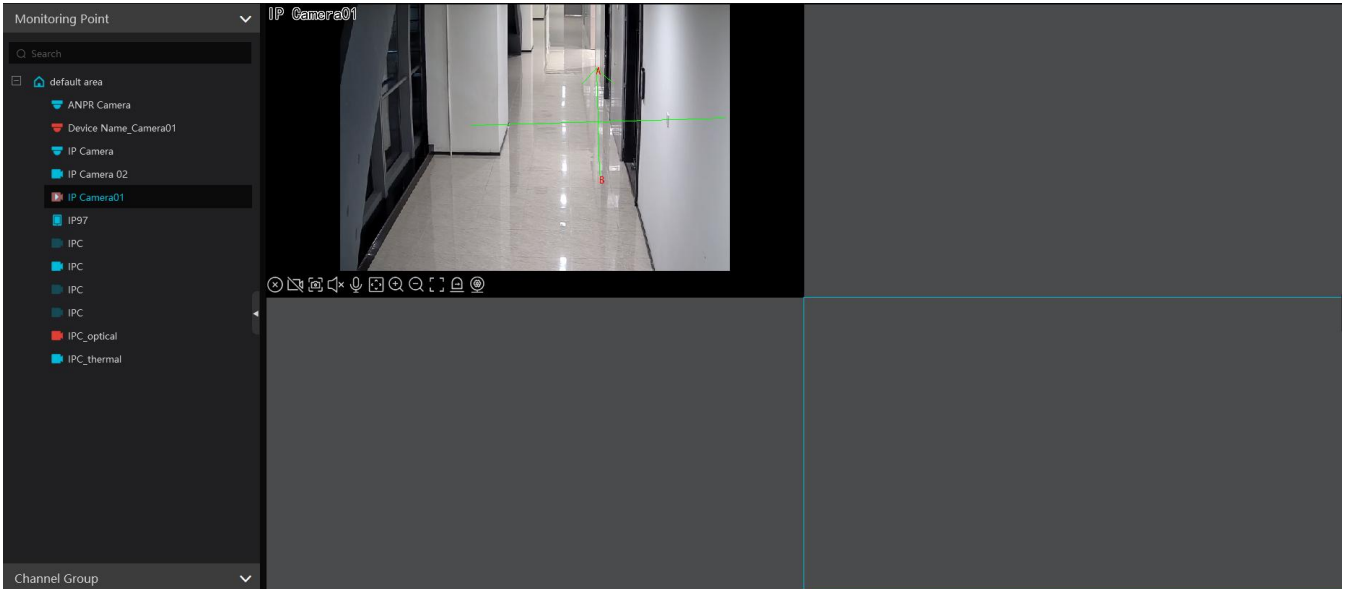 Monitoring Point
Search
default area
ANPR Camera
Device Name_Camera01
IP Camera
IP Camera 02
IP Camera01
IP97
IPC
IPC
IPC
IPC
IPC_optical
IPC_thermal
Channel Group
IP Camera01
A
B